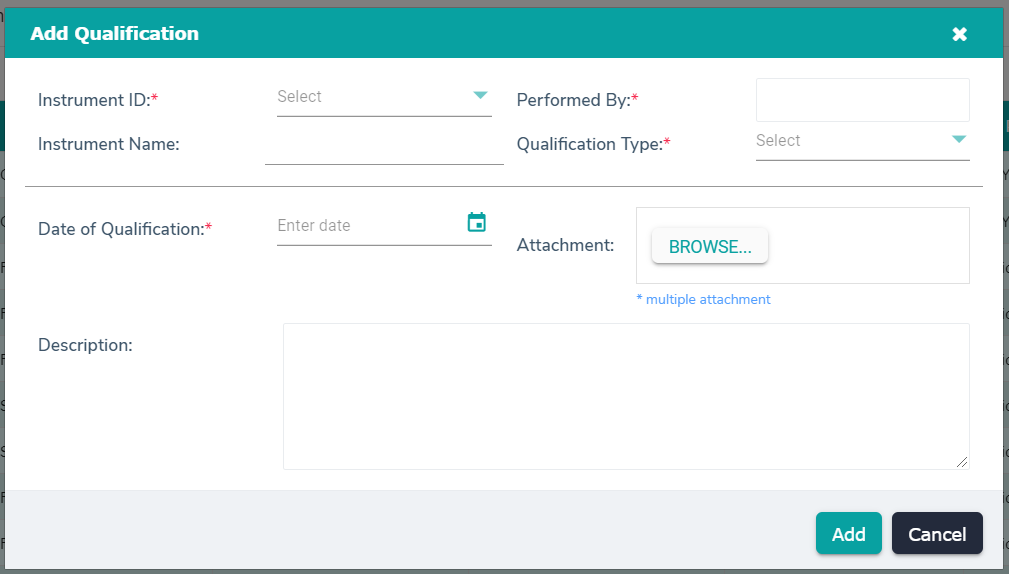 Add Qualification
Instrument ID:* Select Performed By:*
Instrument Name: Qualification Type:* Select
Date of Qualification:* Enter date
Attachment: BROWSE...
* multiple attachment
Description:
Add Cancel